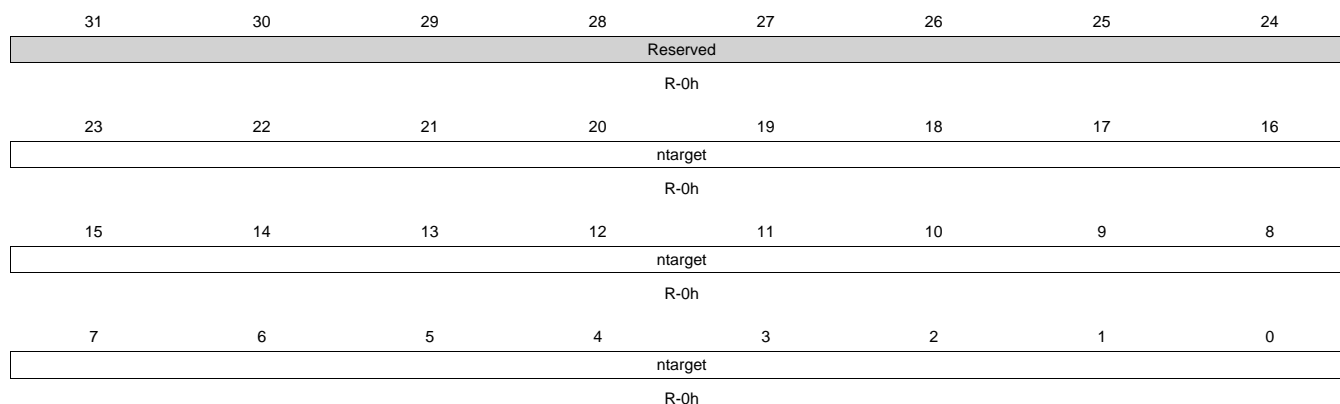 31 30 29 28 27 26 25 24
Reserved
R-0h
23 22 21 20 19 18 17 16
ntarget
R-0h
15 14 13 12 11 10 9 8
ntarget
R-0h
7 6 5 4 3 2 1 0
ntarget
R-0h